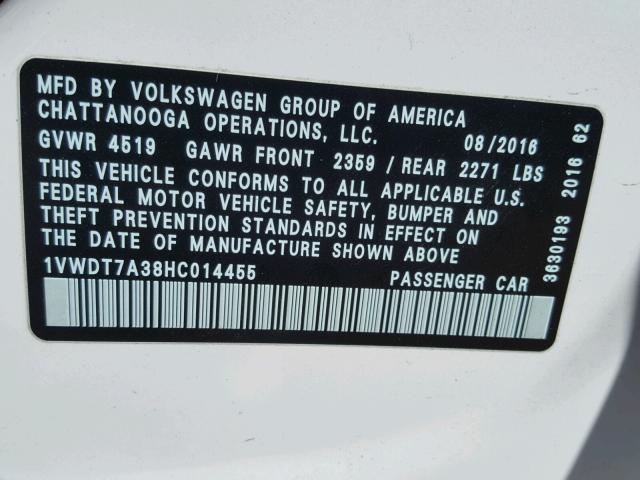 MFD BY VOLKSWAGEN GROUP OF AMERICA
CHATTANOOGA OPERATIONS, LLC. 08/2016
GVWR 4519 GAWR FRONT 2359 / REAR 2271 LBS
THIS VEHICLE CONFORMS TO ALL APPLICABLE U.S.
FEDERAL MOTOR VEHICLE SAFETY, BUMPER AND
THEFT PREVENTION STANDARDS IN EFFECT ON
THE DATE OF MANUFACTURE SHOWN ABOVE
1VWDT7A38HC014455 PASSENGER CAR
3630193 2016 62